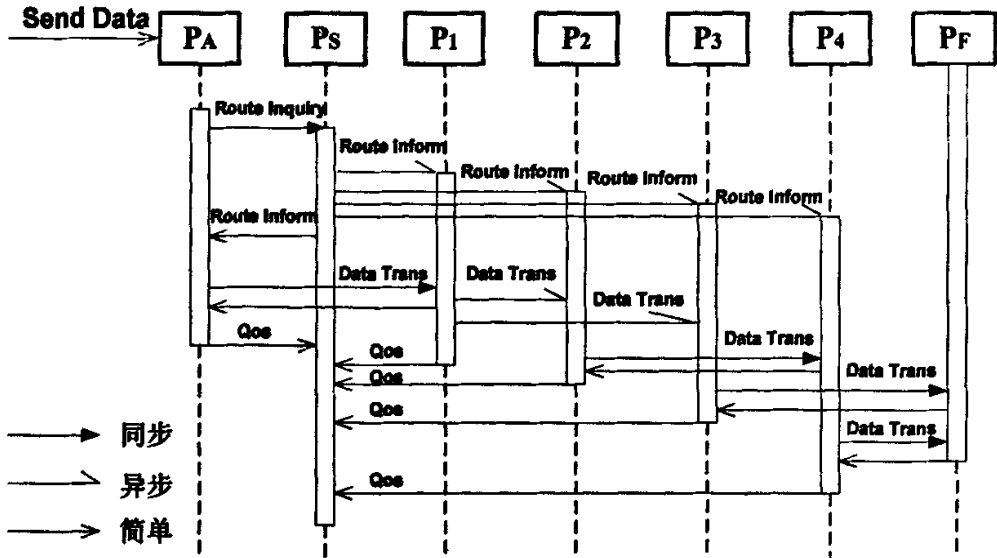 Send Data
PA PS P1 P2 P3 P4 PF
Route Inquiry
Route Inform
Route Inform
Route Inform
Route Inform
Route Inform
Data Trans
Data Trans
Data Trans
Qos
Data Trans
Qos
Qos
Data Trans
Qos
Data Trans
同步
Qos
异步
简单